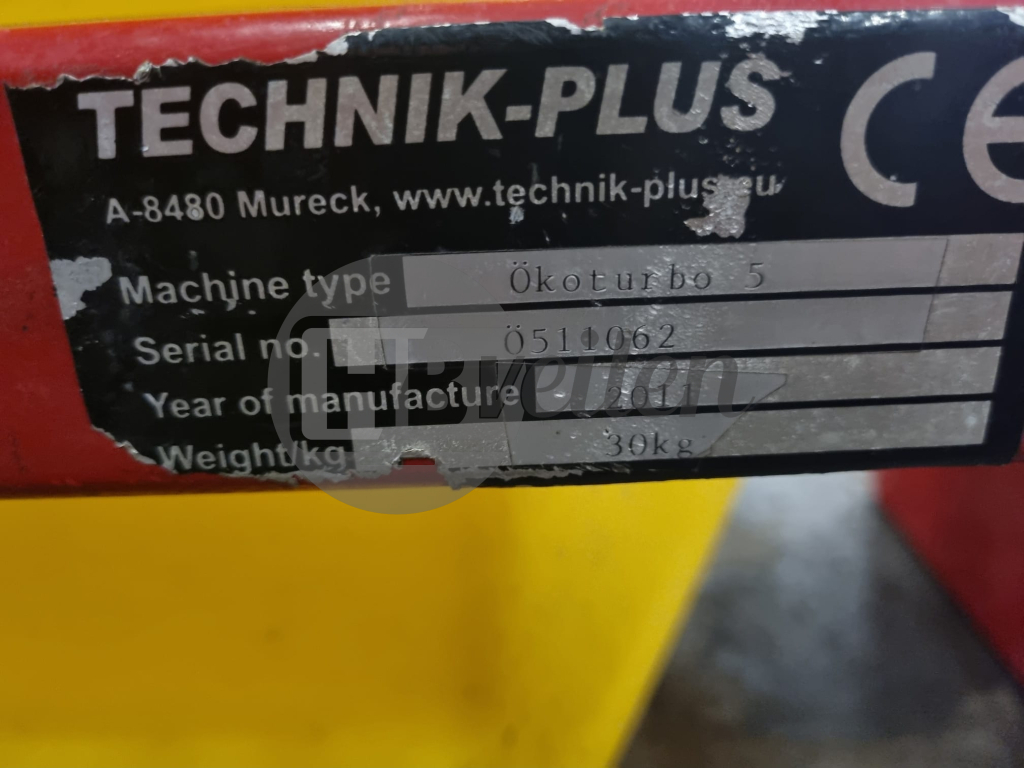 TECHNIK-PLUS CE
A-8480 Mureck, www.technik-plus.eu
Machine type Ökoturbo 5
Serial no. Ö511062
Year of manufacture 2011
Weight/kg 30kg